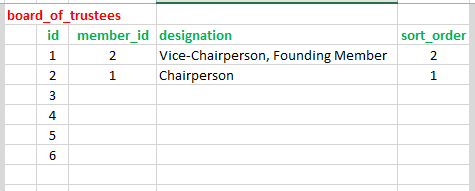 board_of_trustees
id member_id designation sort_order
1 2 Vice-Chairperson, Founding Member 2
2 1 Chairperson 1
3
4
5
6